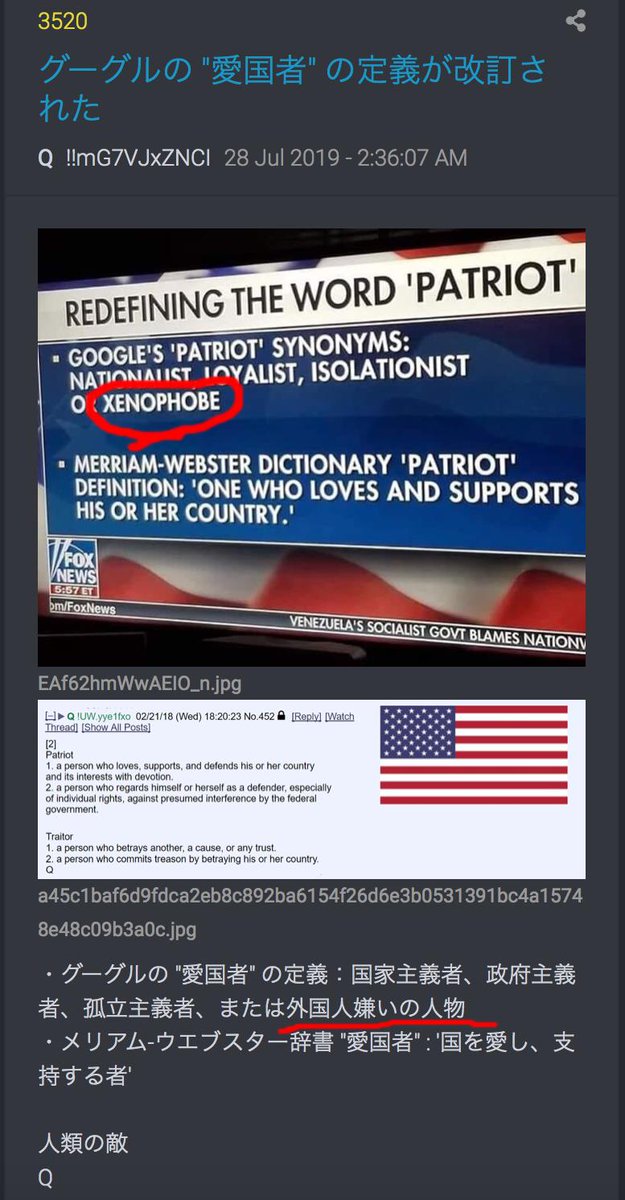 3520
グーグルの "愛国者" の定義が改訂さ
れた
Q !!mG7VJxZNCI 28 Jul 2019 - 2:36:07 AM
REDEFINING THE WORD 'PATRIOT'
▪ GOOGLE'S 'PATRIOT' SYNONYMS:
NATIONALIST, LOYALIST, ISOLATIONIST
OR XENOPHOBE
▪ MERRIAM-WEBSTER DICTIONARY 'PATRIOT'
DEFINITION: 'ONE WHO LOVES AND SUPPORTS
HIS OR HER COUNTRY.'
FOX
NEWS
5:57 ET
om/FoxNews
VENEZUELA'S SOCIALIST GOVT BLAMES NATIONW
EAf62hmWwAEIO_n.jpg
[–] ▶ Q !UW.yye1fxo 02/21/18 (Wed) 18:20:23 No.452 [Reply] [Watch
Thread] [Show All Posts]
[2]
Patriot
1. a person who loves, supports, and defends his or her country
and its interests with devotion.
2. a person who regards himself or herself as a defender, especially
of individual rights, against presumed interference by the federal
government.
Traitor
1. a person who betrays another, a cause, or any trust.
2. a person who commits treason by betraying his or her country.
Q
a45c1baf6d9fdca2eb8c892ba6154f26d6e3b0531391bc4a1574
8e48c09b3a0c.jpg
・グーグルの "愛国者" の定義：国家主義者、政府主義
者、孤立主義者、または外国人嫌いの人物
・メリアム-ウエブスター辞書 "愛国者" : '国を愛し、支
持する者'
人類の敵
Q